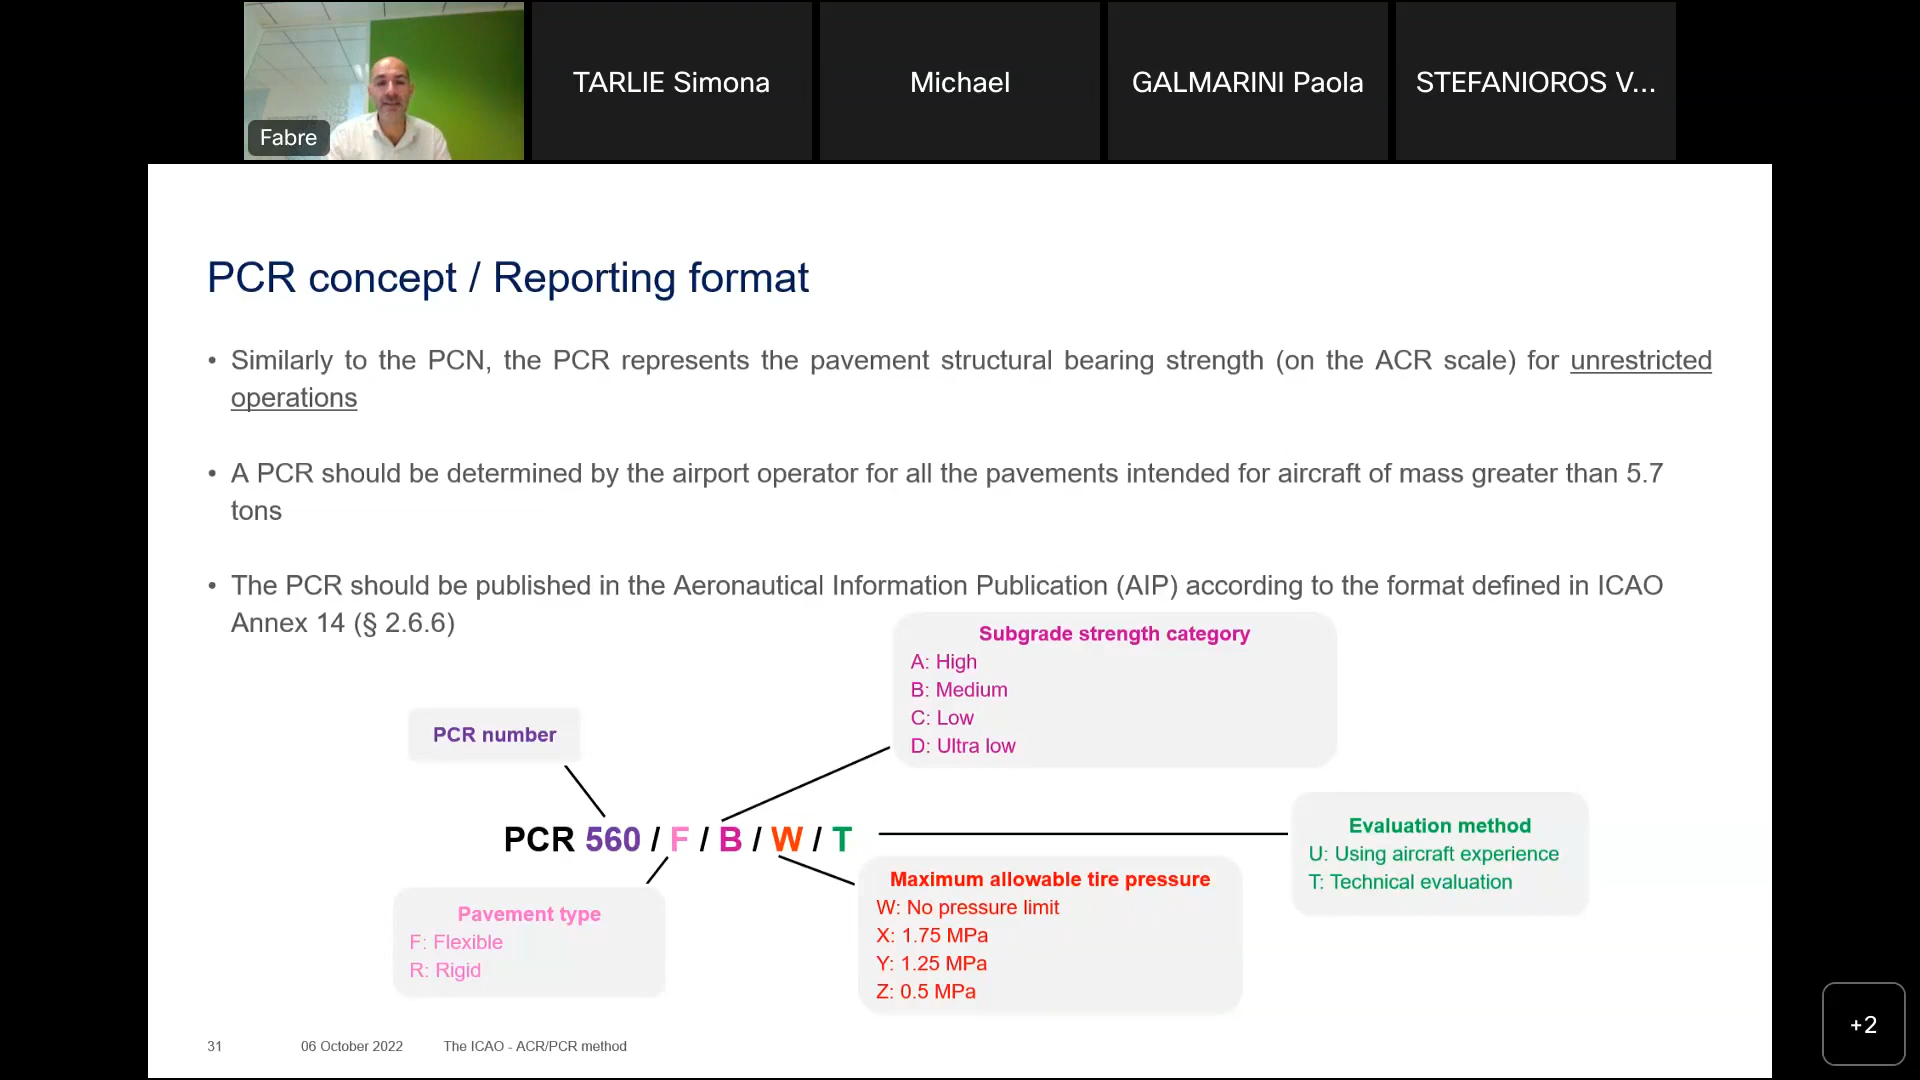 TARLIE Simona
Michael
GALMARINI Paola
STEFANIOROS V...
Fabre
PCR concept / Reporting format
• Similarly to the PCN, the PCR represents the pavement structural bearing strength (on the ACR scale) for unrestricted
operations
• A PCR should be determined by the airport operator for all the pavements intended for aircraft of mass greater than 5.7
tons
• The PCR should be published in the Aeronautical Information Publication (AIP) according to the format defined in ICAO
Annex 14 (§ 2.6.6)
Subgrade strength category
A: High
B: Medium
C: Low
D: Ultra low
PCR number
PCR 560 / F / B / W / T
Evaluation method
U: Using aircraft experience
T: Technical evaluation
Maximum allowable tire pressure
W: No pressure limit
X: 1.75 MPa
Y: 1.25 MPa
Z: 0.5 MPa
Pavement type
F: Flexible
R: Rigid
31
06 October 2022
The ICAO - ACR/PCR method
+2